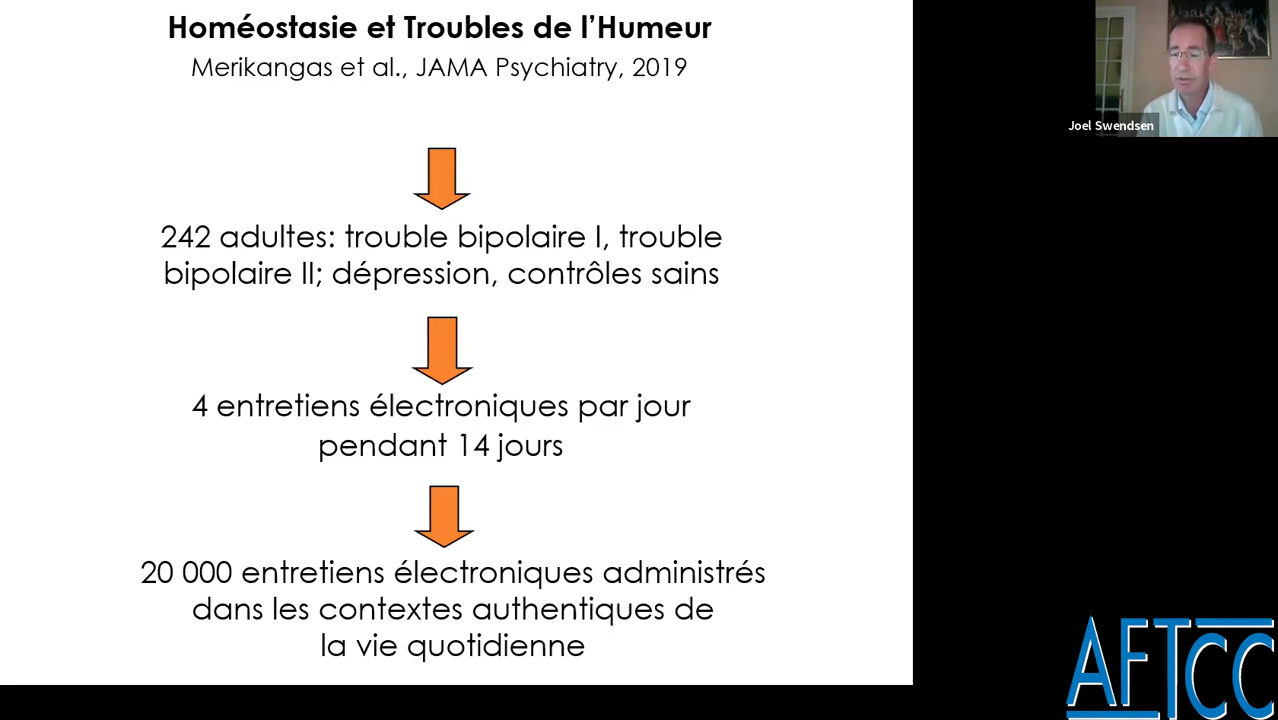 Homéostasie et Troubles de l’Humeur
Merikangas et al., JAMA Psychiatry, 2019
242 adultes: trouble bipolaire I, trouble
bipolaire II; dépression, contrôles sains
4 entretiens électroniques par jour
pendant 14 jours
20 000 entretiens électroniques administrés
dans les contextes authentiques de
la vie quotidienne
Joel Swendsen
AFTCC